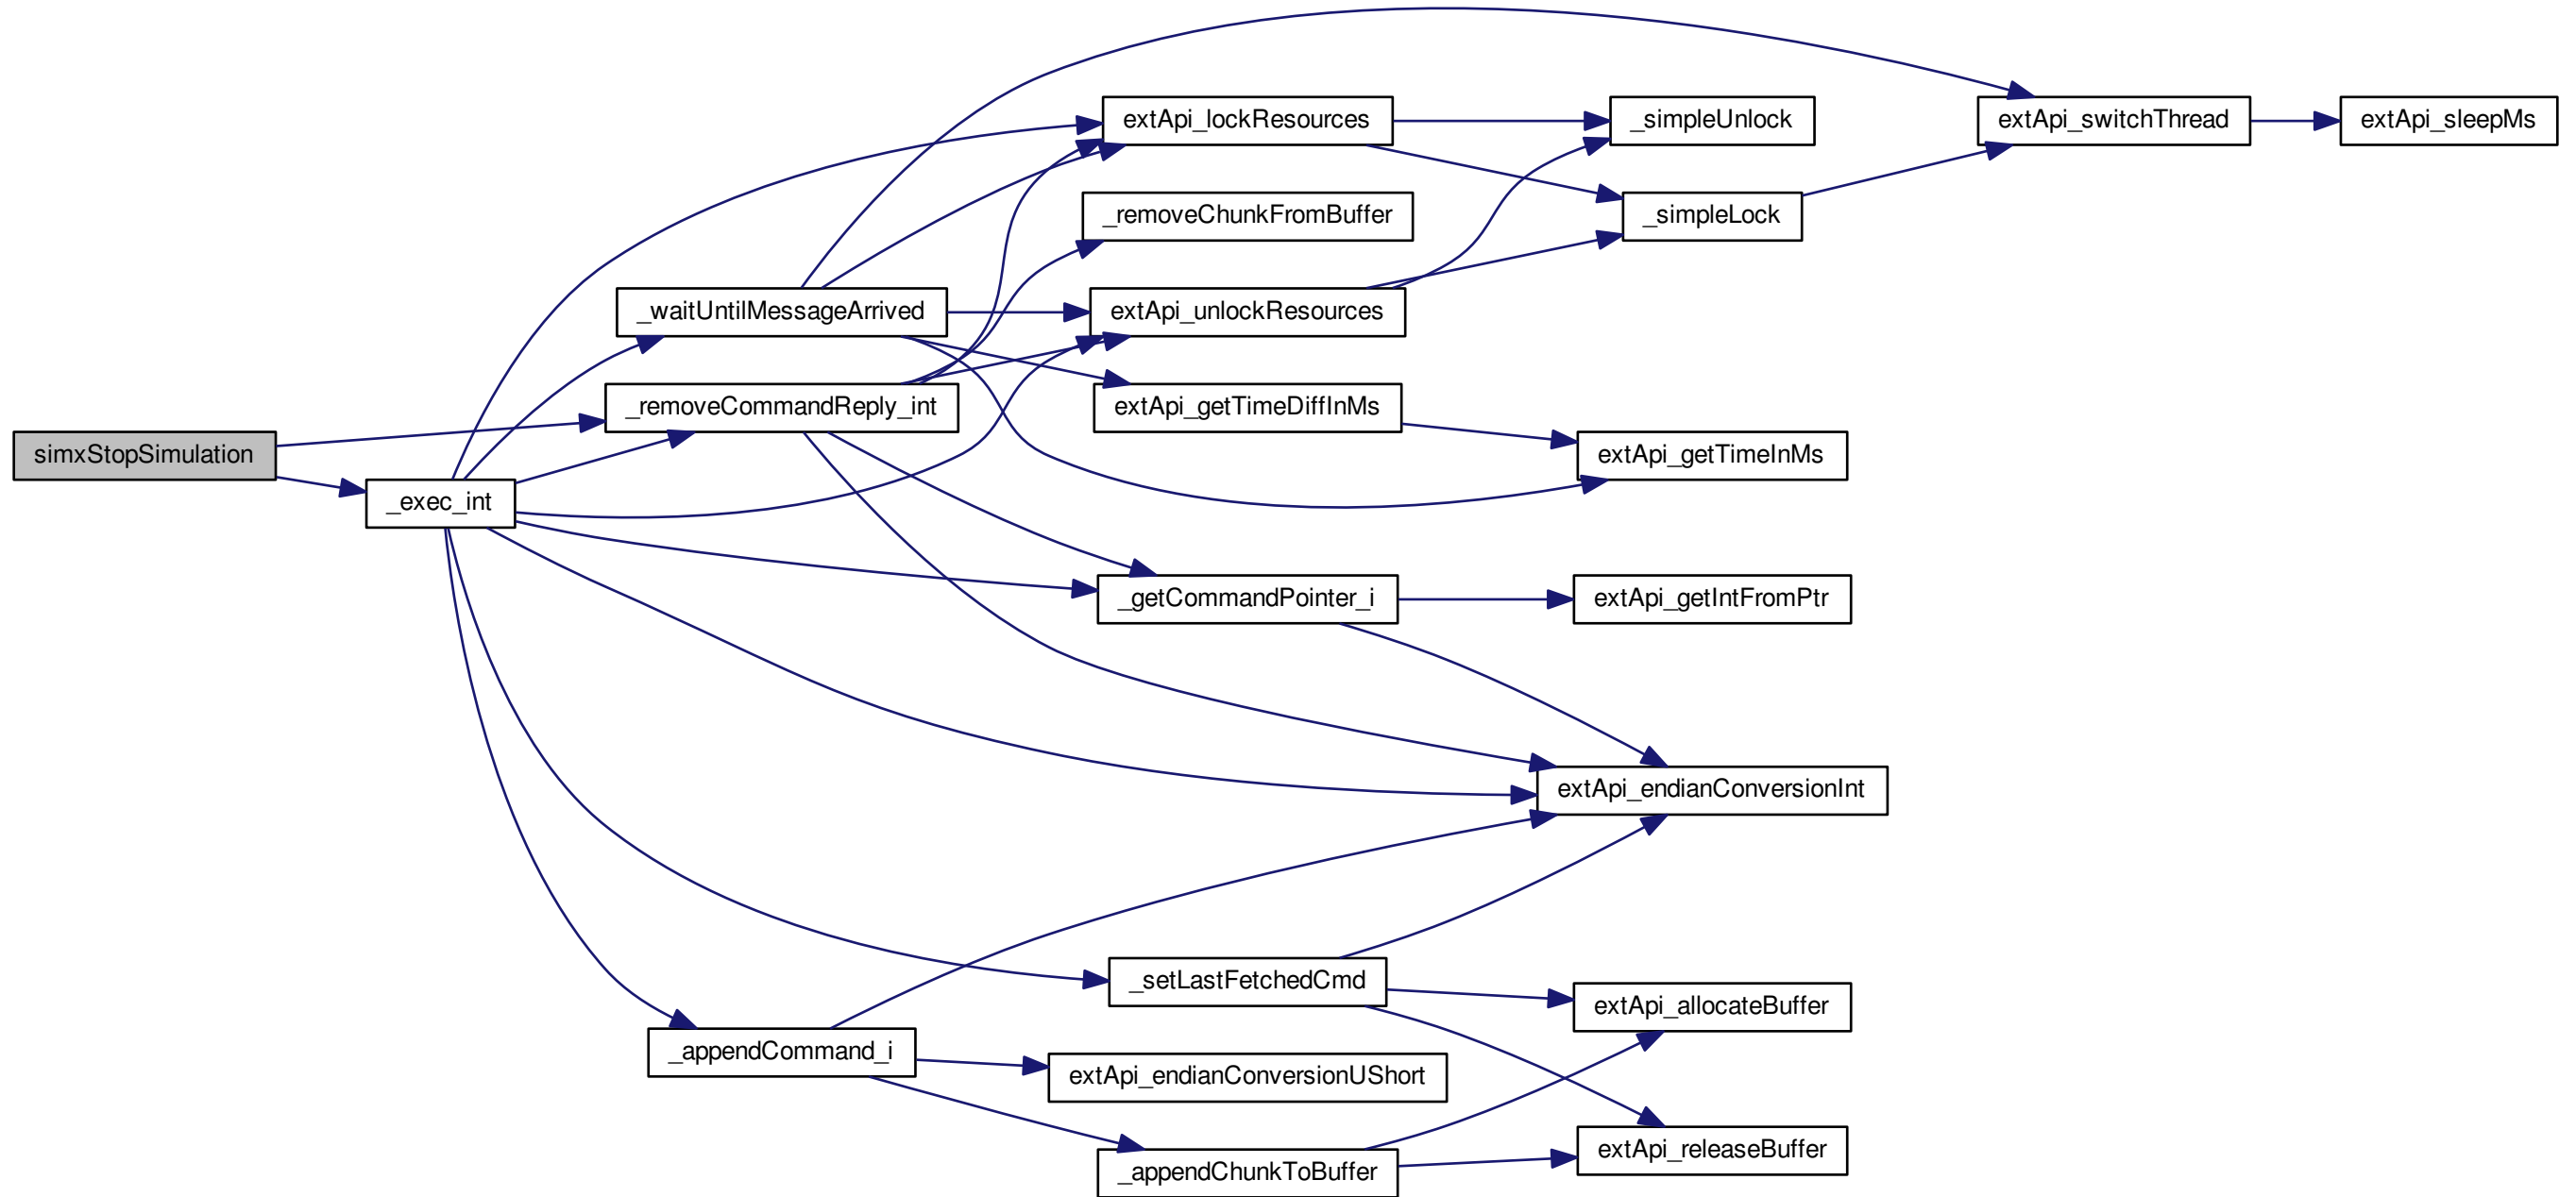 extApi_lockResources
_simpleUnlock
extApi_switchThread
extApi_sleepMs
_removeChunkFromBuffer
_simpleLock
_waitUntilMessageArrived
extApi_unlockResources
_removeCommandReply_int
extApi_getTimeDiffInMs
simxStopSimulation
extApi_getTimeInMs
_exec_int
_getCommandPointer_i
extApi_getIntFromPtr
extApi_endianConversionInt
_setLastFetchedCmd
extApi_allocateBuffer
_appendCommand_i
extApi_endianConversionUShort
extApi_releaseBuffer
_appendChunkToBuffer